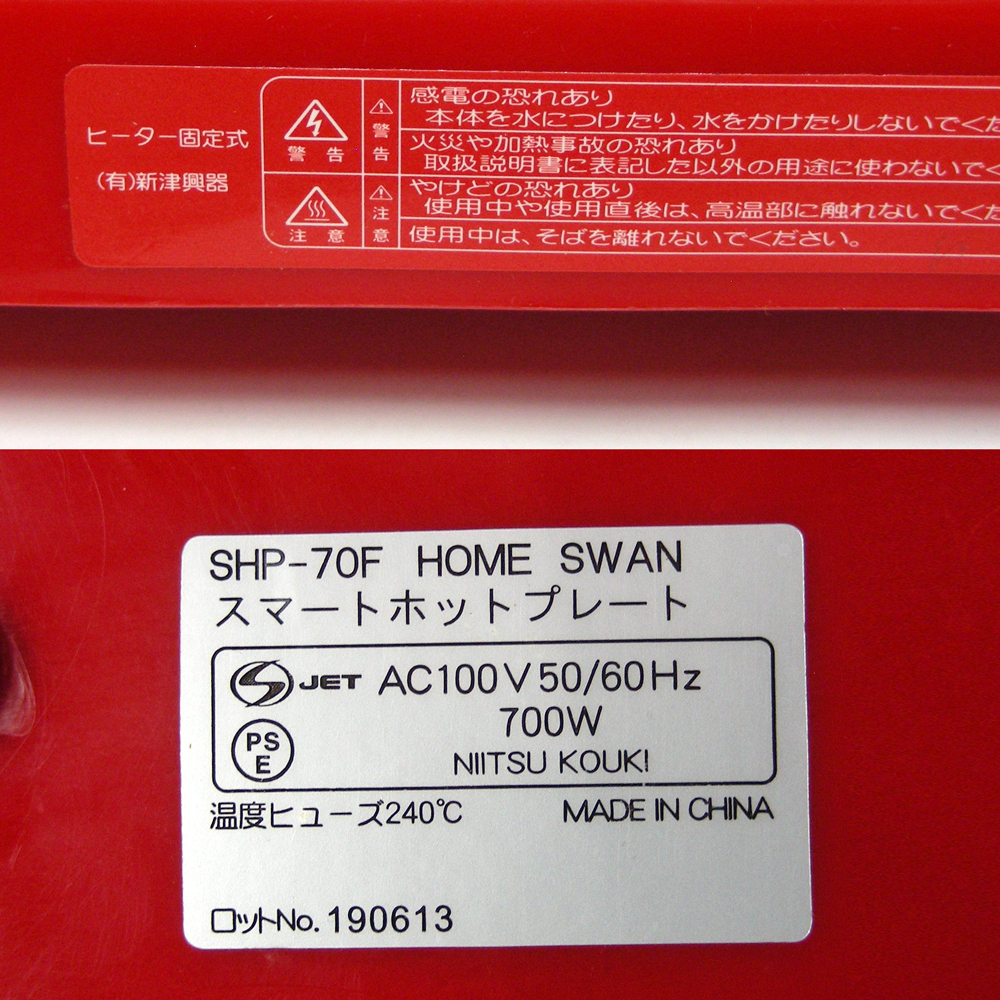 ヒーター固定式
(有)新津興器
警告
注意
警告
感電の恐れあり
本体を水につけたり、水をかけたりしないでくだ
火災や加熱事故の恐れあり
取扱説明書に表記した以外の用途に使わないで
注意
やけどの恐れあり
使用中や使用直後は、高温部に触れないでくだ
使用中は、そばを離れないでください。
SHP-70F HOME SWAN
スマートホットプレート
JET AC100V 50/60Hz
700W
PS
E
NIITSU KOUKI
温度ヒューズ240℃ MADE IN CHINA
ロットNo. 190613